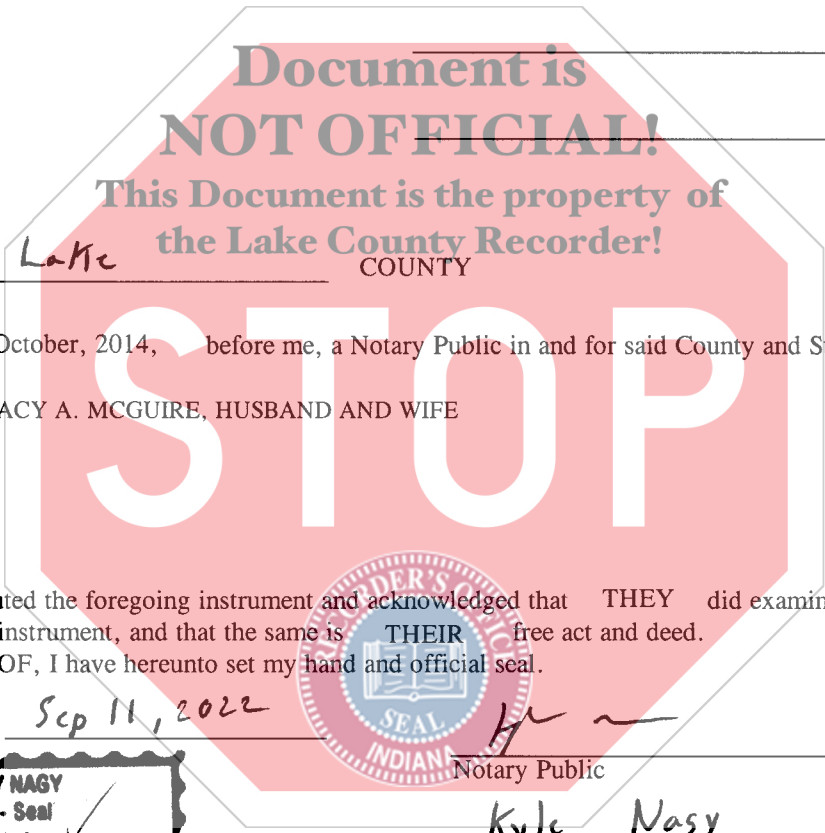 Document is
NOT OFFICIAL!
This Document is the property of
the Lake County Recorder!
Lake COUNTY
October, 2014, before me, a Notary Public in and for said County and S
ACY A. MCGUIRE, HUSBAND AND WIFE
STOP
ted the foregoing instrument and acknowledged that THEY did examin
instrument, and that the same is THEIR free act and deed.
OF, I have hereunto set my hand and official seal.
RECORDER'S OFFICE
SEAL
INDIANA
Sep 11, 2022
Notary Public
NAGY
Seal
Kyle Nagy